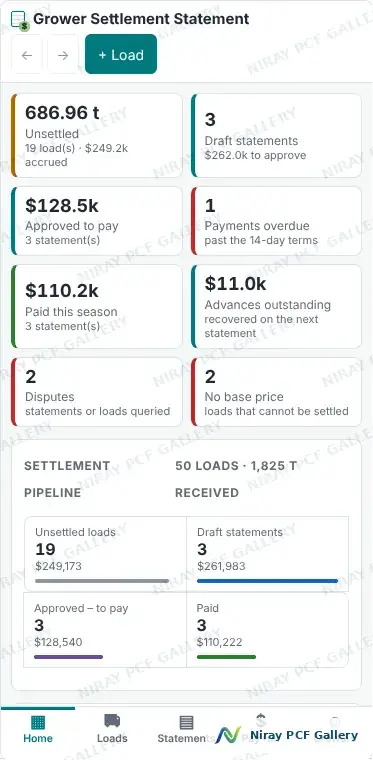 Grower Settlement Statement
← → + Load
686.96 t
Unsettled
19 load(s) · $249.2k
accrued
3
Draft statements
$262.0k to approve
$128.5k
Approved to pay
3 statement(s)
1
Payments overdue
past the 14-day terms
$110.2k
Paid this season
3 statement(s)
$11.0k
Advances outstanding
recovered on the next
statement
2
Disputes
statements or loads queried
2
No base price
loads that cannot be settled
SETTLEMENT
PIPELINE
50 LOADS · 1,825 T
RECEIVED
Unsettled loads
19
$249,173
Draft statements
3
$261,983
Approved – to pay
3
$128,540
Paid
3
$110,222
Home
Loads
Statements
Niray PCF Gallery
NIRAY PCF GALLERY